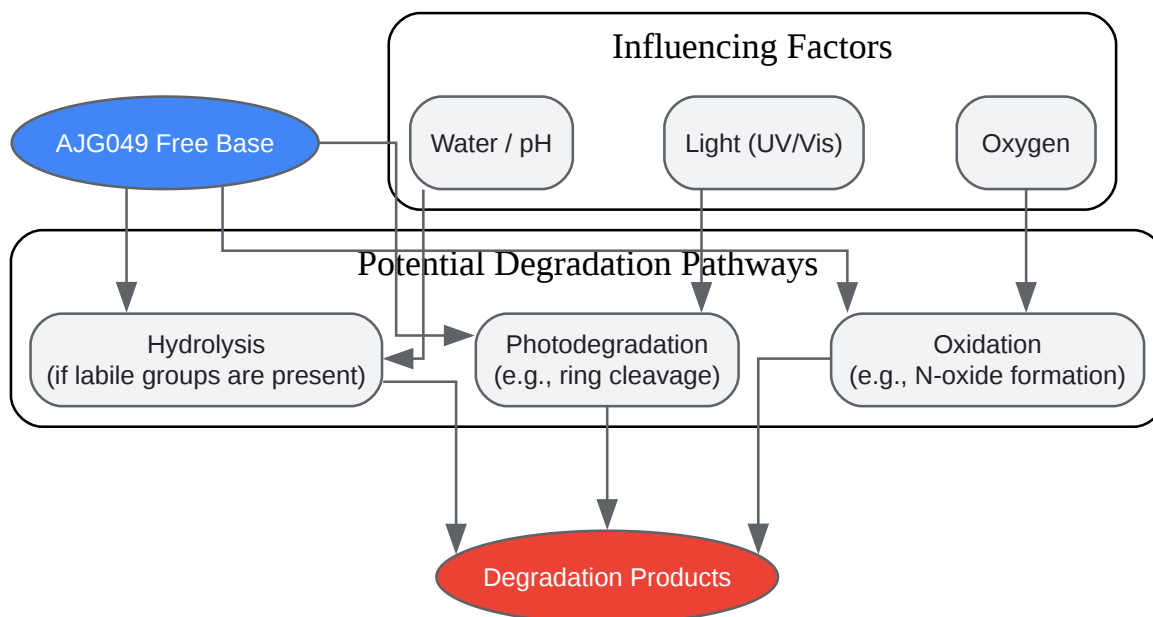 Influencing Factors
AJG049 Free Base
Water / pH
Light (UV/Vis)
Oxygen
Potential Degradation Pathways
Hydrolysis
(if labile groups are present)
Photodegradation
(e.g., ring cleavage)
Oxidation
(e.g., N-oxide formation)
Degradation Products